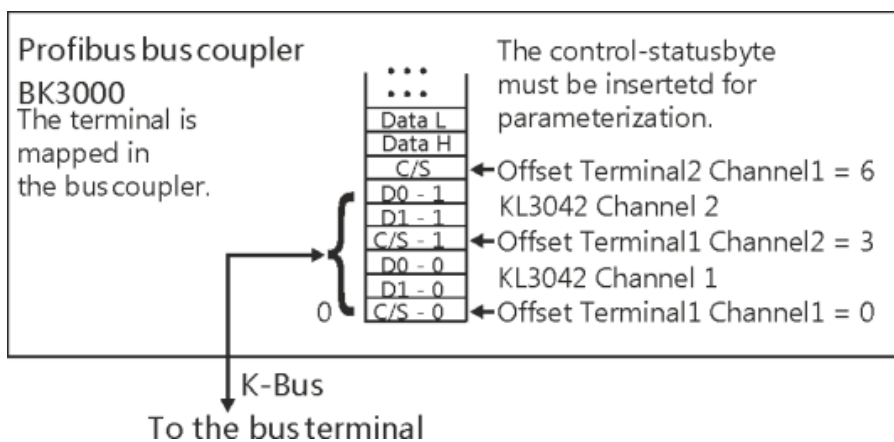 Profibus bus coupler
BK3000
The terminal is
mapped in
the bus coupler.
The control-statusbyte
must be insertetd for
parameterization.
Data L
Data H
C/S
Offset Terminal2 Channel1 = 6
D0 - 1
KL3042 Channel 2
D1 - 1
C/S - 1
Offset Terminal1 Channel2 = 3
D0 - 0
KL3042 Channel 1
D1 - 0
0
C/S - 0
Offset Terminal1 Channel1 = 0
K-Bus
To the bus terminal